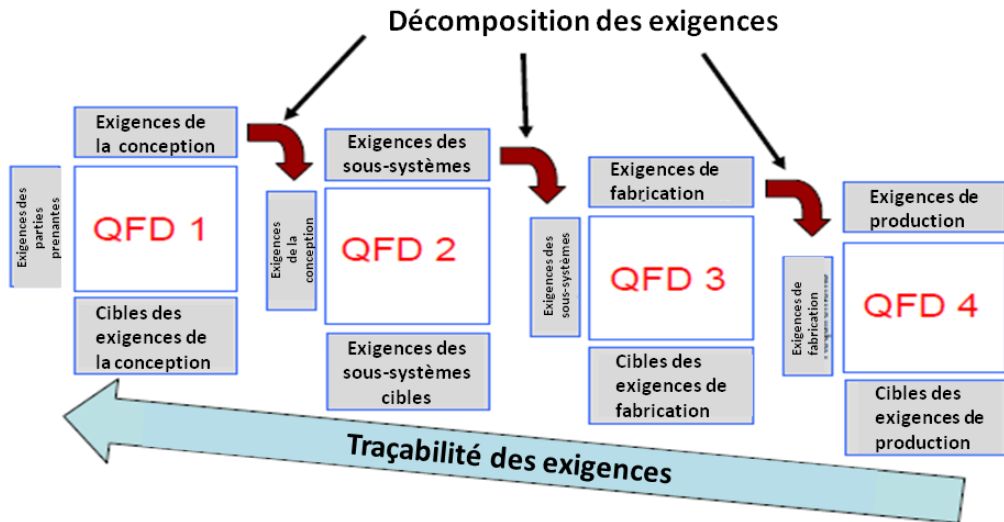 Décomposition des exigences
Exigences de
la conception
Exigences des
parties
prenantes
QFD 1
Cibles des
exigences de
la conception
Exigences des
sous-systèmes
Exigences
de la
conception
QFD 2
Exigences des
sous-systèmes
cibles
Exigences de
fabrication
Exigences des
sous-systèmes
QFD 3
Cibles des
exigences de
fabrication
Exigences de
production
Exigences de
fabrication
QFD 4
Cibles des
exigences de
production
Traçabilité des exigences